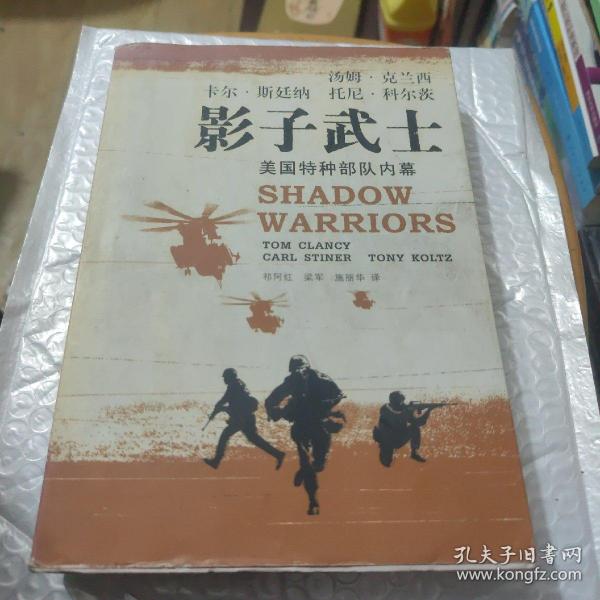 汤姆·克兰西
卡尔·斯廷纳 托尼·科尔茨
影子武士
美国特种部队内幕
SHADOW
WARRIORS
TOM CLANCY
CARL STINER TONY KOLTZ
祁阿红 梁军 施丽华 译
孔夫子旧书网
www.kongfz.com